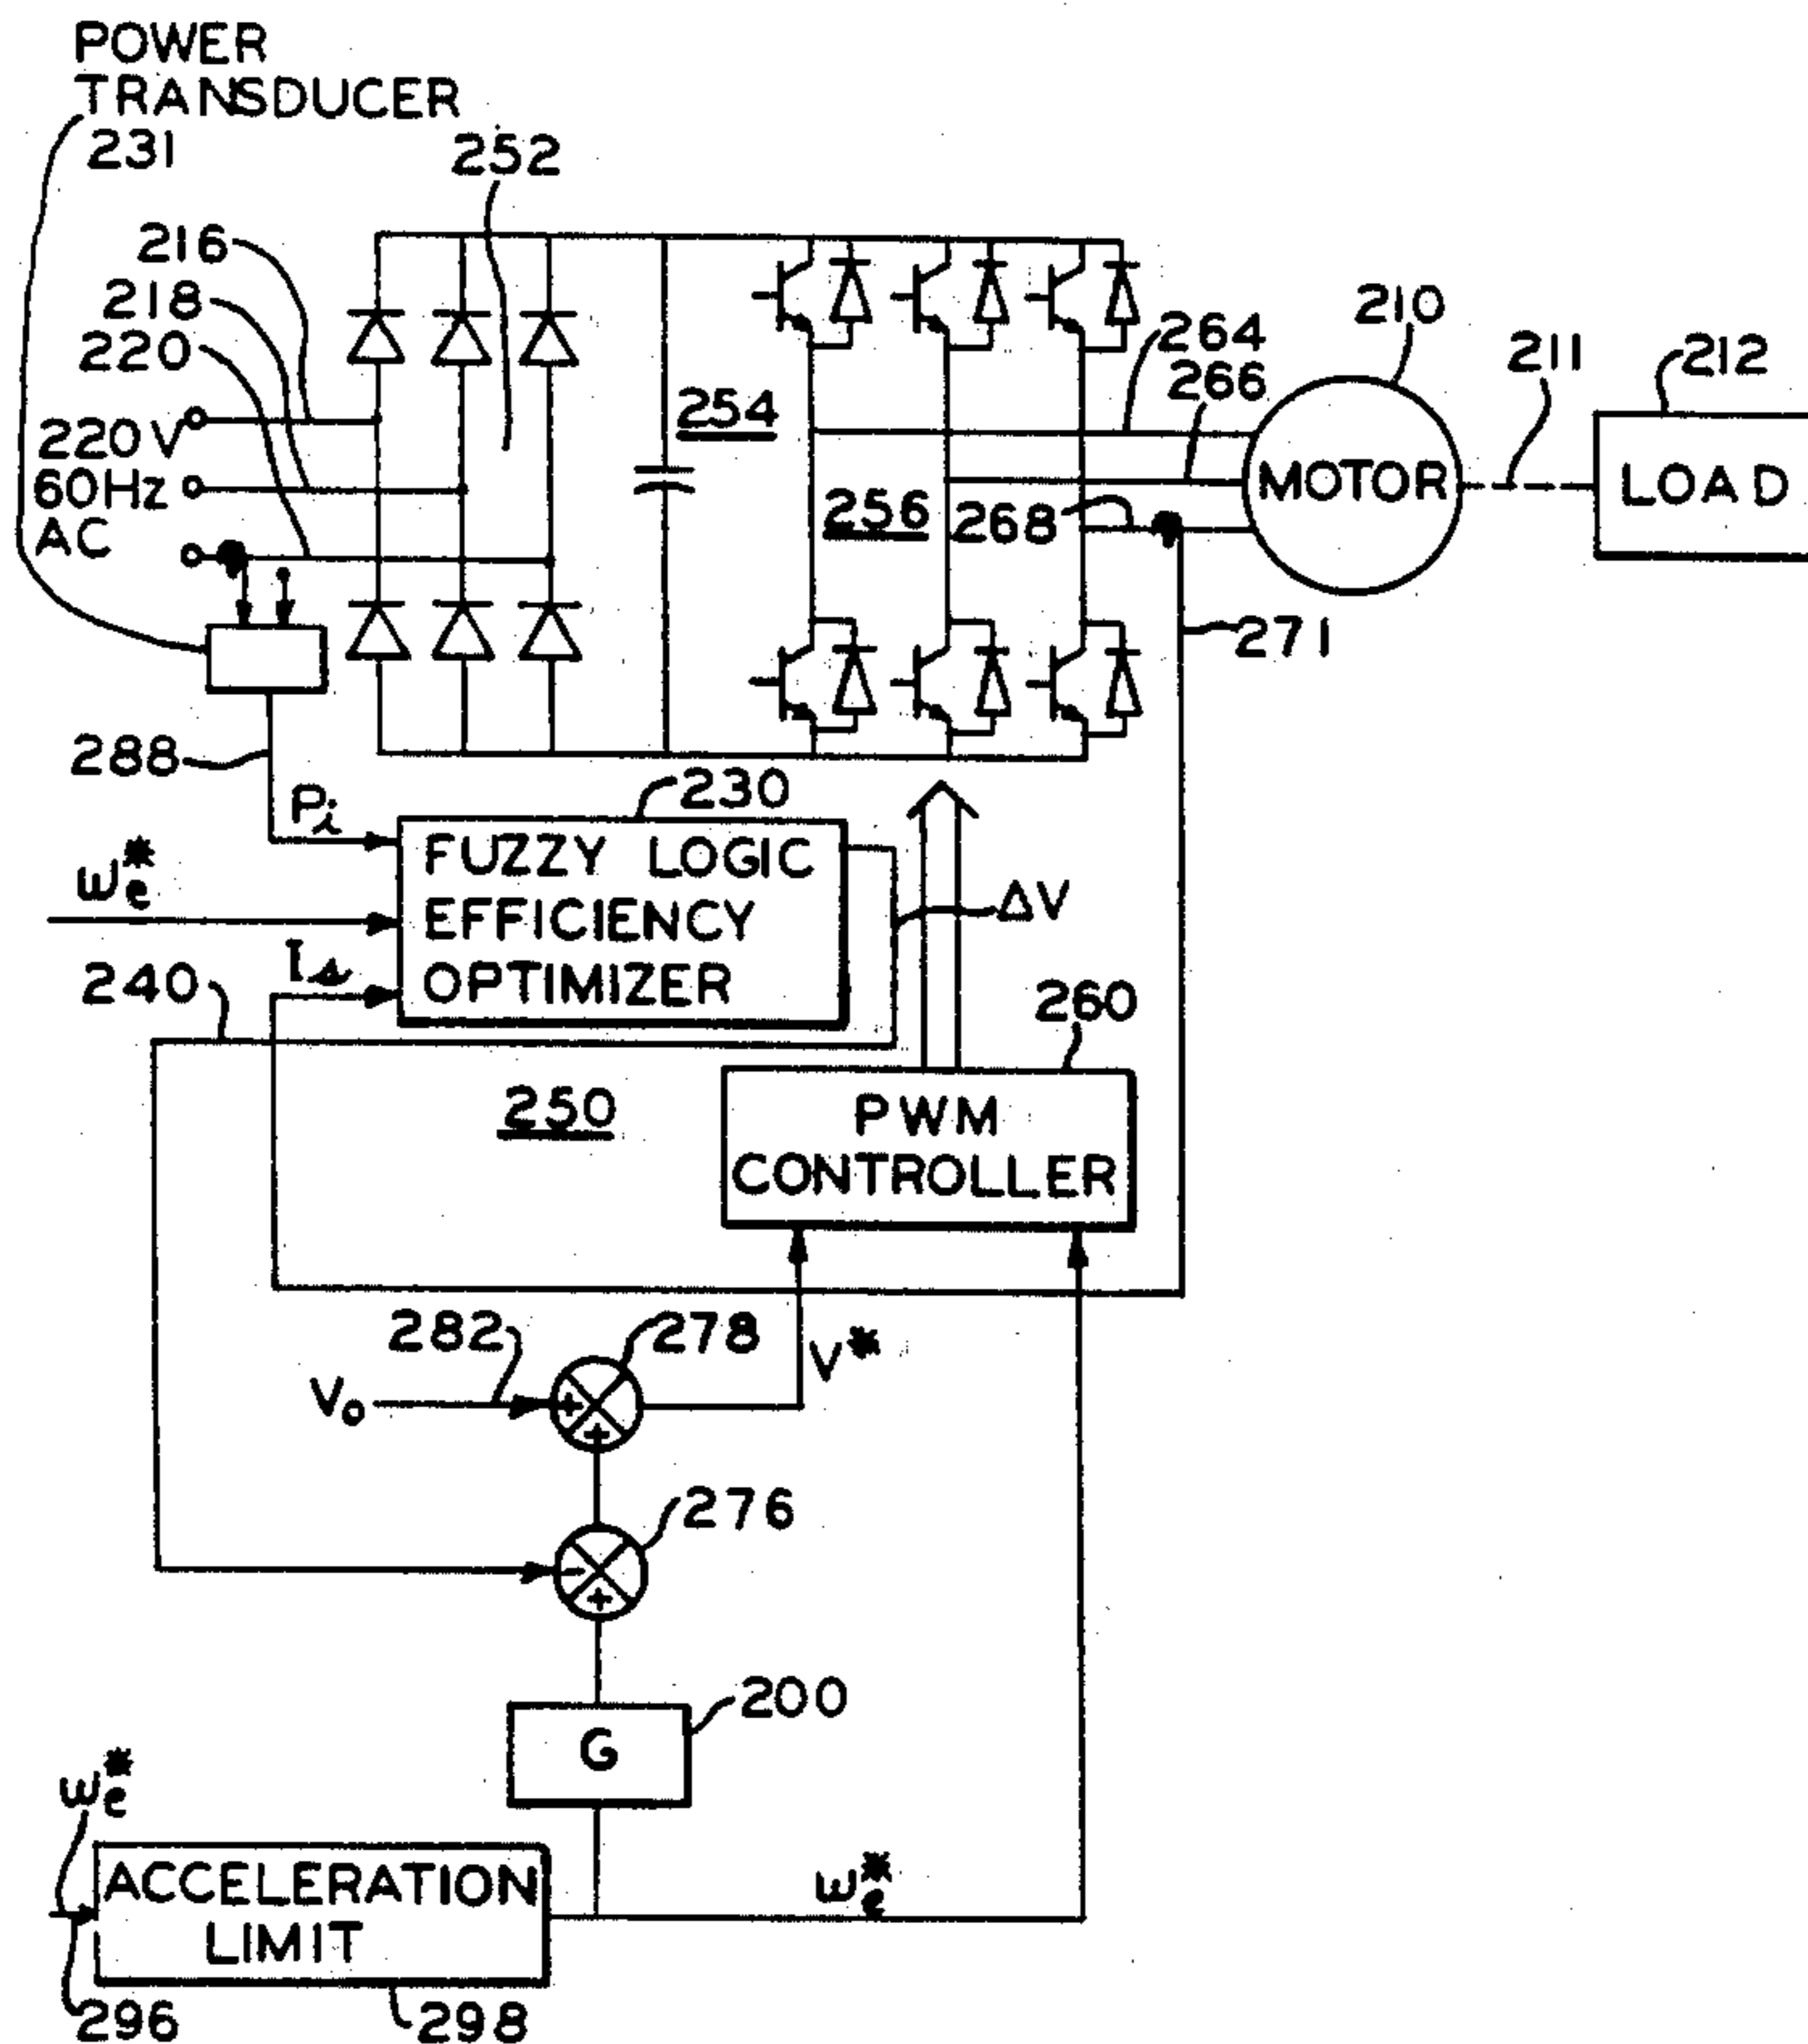 POWER
TRANSDUCER
231
252
216
218
220
220V
60Hz
AC
254
256
264
266
268
210
MOTOR
211
212
LOAD
271
288
Pi
230
ωe*
FUZZY LOGIC
EFFICIENCY
OPTIMIZER
Is
ΔV
240
260
250
PWM
CONTROLLER
282
278
V*
Vo
+
+
276
-
+
200
G
ωe*
ACCELERATION
LIMIT
ωe*
296
298